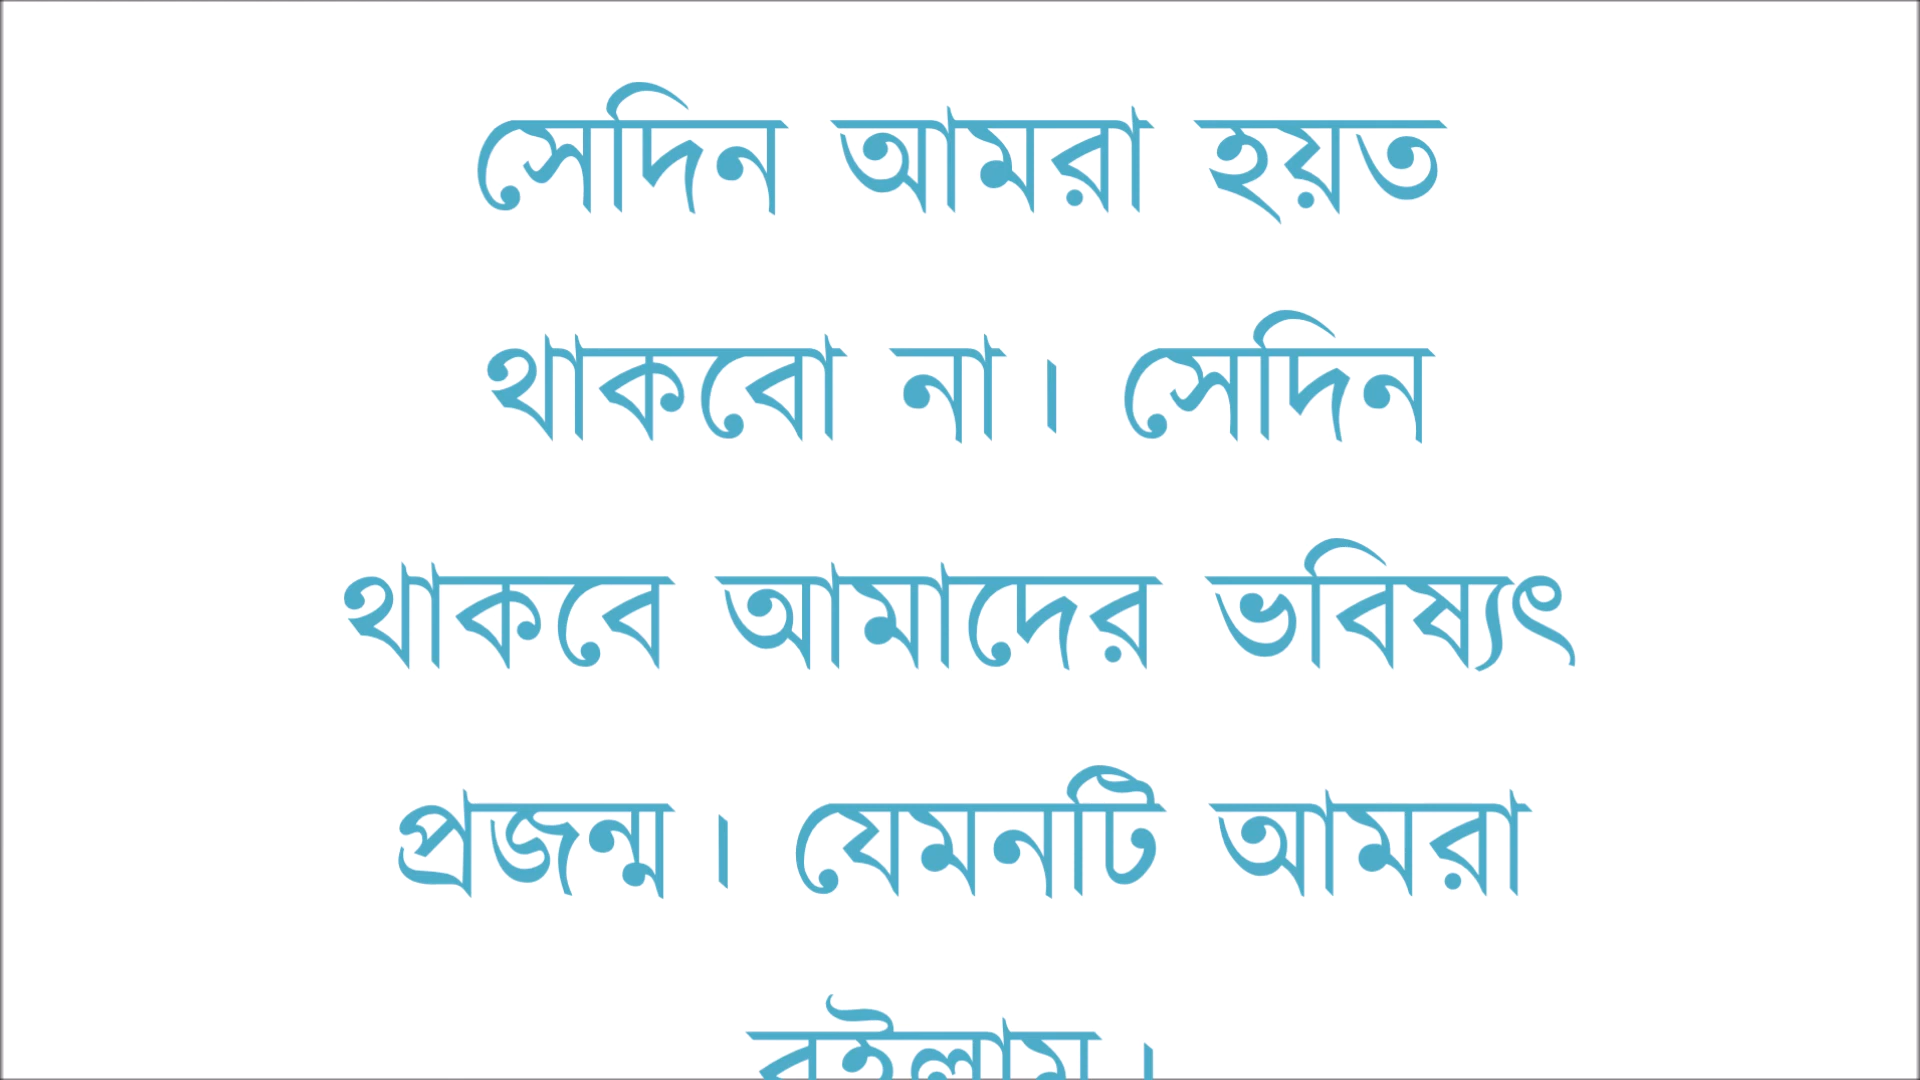 সেদিন আমরা হয়ত
থাকবো না। সেদিন
থাকবে আমাদের ভবিষ্যৎ
প্রজন্ম। যেমনটি আমরা